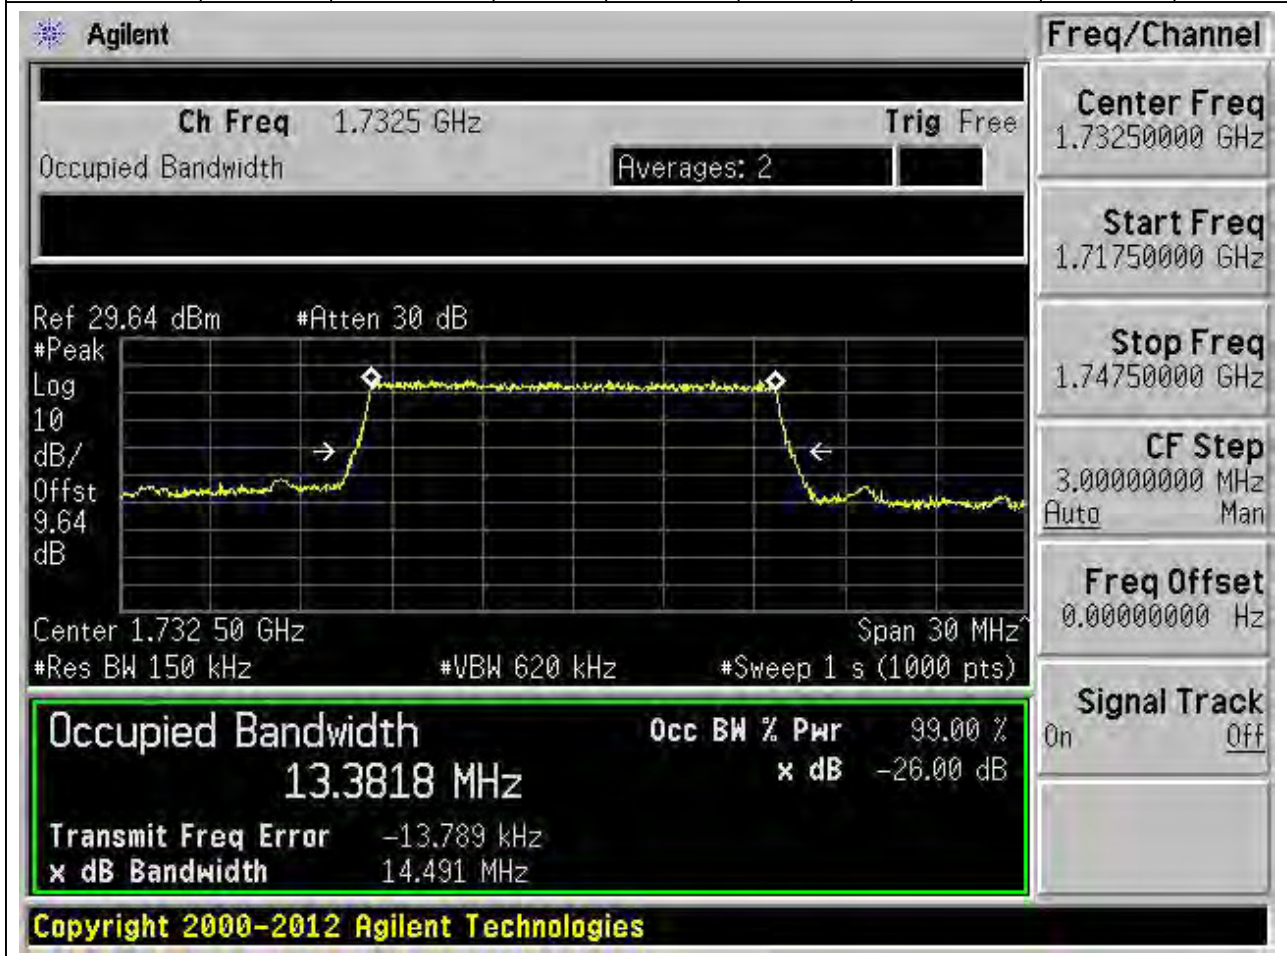 Agilent
Freq/Channel
Ch Freq 1.7325 GHz Trig Free
Occupied Bandwidth Averages: 2
Center Freq
1.73250000 GHz
Start Freq
1.71750000 GHz
Stop Freq
1.74750000 GHz
CF Step
3.00000000 MHz
Auto Man
Freq Offset
0.00000000 Hz
Signal Track
On Off
Ref 29.64 dBm #Atten 30 dB
#Peak
Log
10
dB/
Offst
9.64
dB
Center 1.732 50 GHz Span 30 MHz^
#Res BW 150 kHz #VBW 620 kHz #Sweep 1 s (1000 pts)
Occupied Bandwidth Occ BW % Pwr 99.00 %
13.3818 MHz x dB -26.00 dB
Transmit Freq Error -13.789 kHz
x dB Bandwidth 14.491 MHz
Copyright 2000-2012 Agilent Technologies